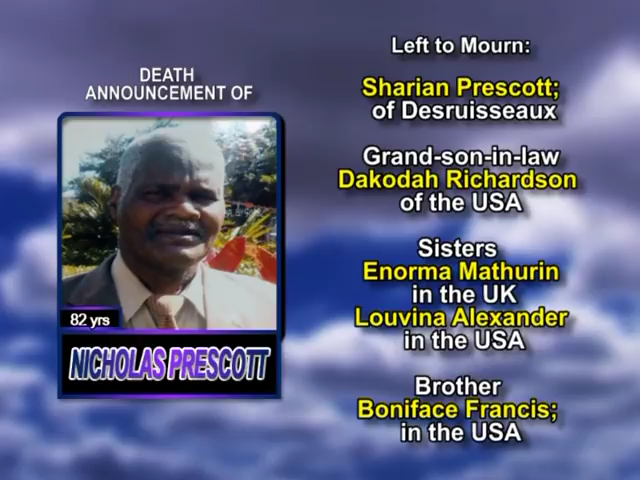 DEATH
ANNOUNCEMENT OF
82 yrs
NICHOLAS PRESCOTT
Left to Mourn:
Sharian Prescott;
of Desruisseaux
Grand-son-in-law
Dakodah Richardson
of the USA
Sisters
Enorma Mathurin
in the UK
Louvina Alexander
in the USA
Brother
Boniface Francis;
in the USA